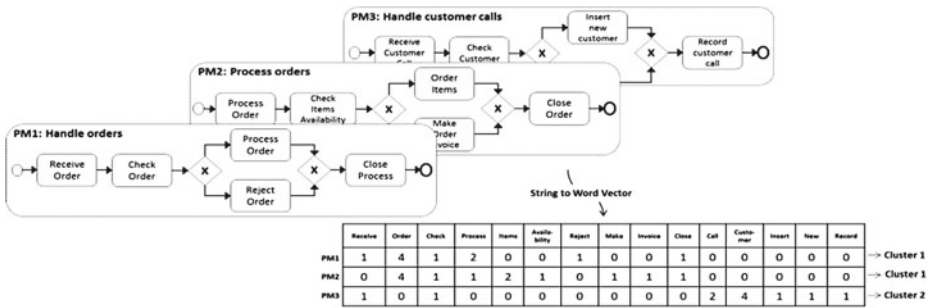 PM3: Handle customer calls
Receive
Customer
Call
Check
Customer
X
Insert
new
customer
X
Record
customer
call
PM2: Process orders
Process
Order
Check
Items
Availability
X
Order
Items
Make
Order
Invoice
X
Close
Order
PM1: Handle orders
Receive
Order
Check
Order
X
Process
Order
Reject
Order
X
Close
Process
String to Word Vector
Receive Order Check Process Items Availa- Reject Make Invoice Close Call Custo- Insert New Record
bility mer
PM1 1 4 1 2 0 0 1 0 0 1 0 0 0 0 0 Cluster 1
PM2 0 4 1 1 2 1 0 1 1 1 0 0 0 0 0 Cluster 1
PM3 1 0 1 0 0 0 0 0 0 0 2 4 1 1 1 Cluster 2